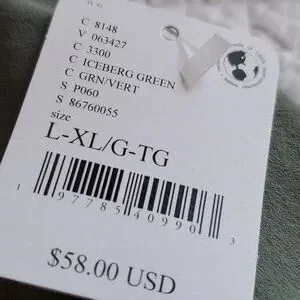 C 8148
V 063427
C 3300
C ICEBERG GREEN
C GRN/VERT
S P060
S 86760055
size
L-XL/G-TG
1 97785 40990 3
$58.00 USD